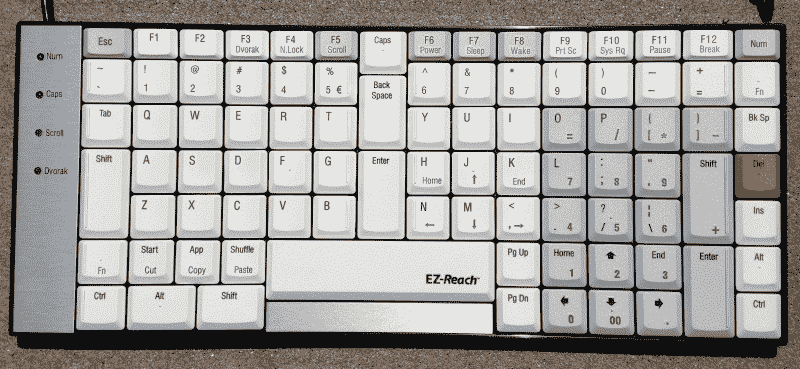 Esc F1 F2 F3 Dvorak F4 N.Lock F5 Scroll Caps F6 Power F7 Sleep F8 Wake F9 Prt Sc F10 Sys Rq F11 Pause F12 Break Num
Num
~ ` ! 1 @ 2 # 3 $ 4 % 5 € Back Space ^ 6 & 7 * 8 ( 9 ) 0 — – + = Fn
Caps
Tab Q W E R T Y U I O = P / { [ * } ] – Bk Sp
Scroll
Shift A S D F G Enter H Home J ↑ K End L 7 : ; 8 " ' 9 Shift + Del
Dvorak
Z X C V B N ← M ↓ < , → > . 4 ? / 5 ¦ \ 6 Ins
Fn Start Cut App Copy Shuffle Paste EZ-Reach™ Pg Up Home 1 ↑ 2 End 3 Enter Alt
Ctrl Alt Shift Pg Dn ← 0 ↓ 00 → . Ctrl